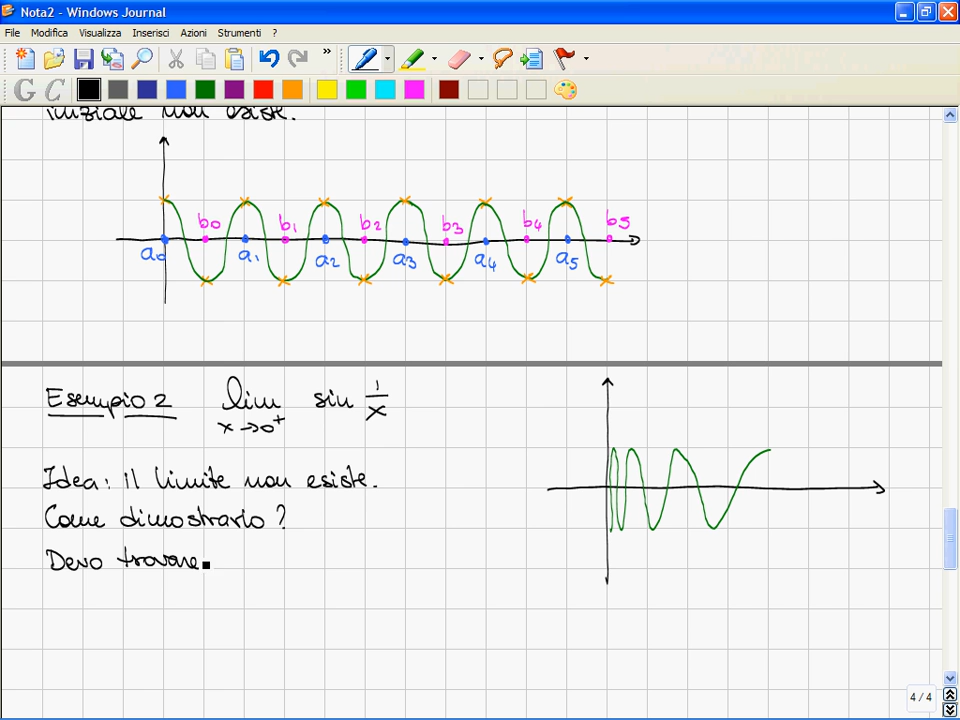 Nota2 - Windows Journal
File Modifica Visualizza Inserisci Azioni Strumenti ?
»
iniziale non esiste.
b0 b1 b2 b3 b4 b5
a0 a1 a2 a3 a4 a5
Esempio 2 lim x→0+ sin 1/x
Idea: il limite non esiste.
Come dimostrarlo?
Devo trovare
4 / 4